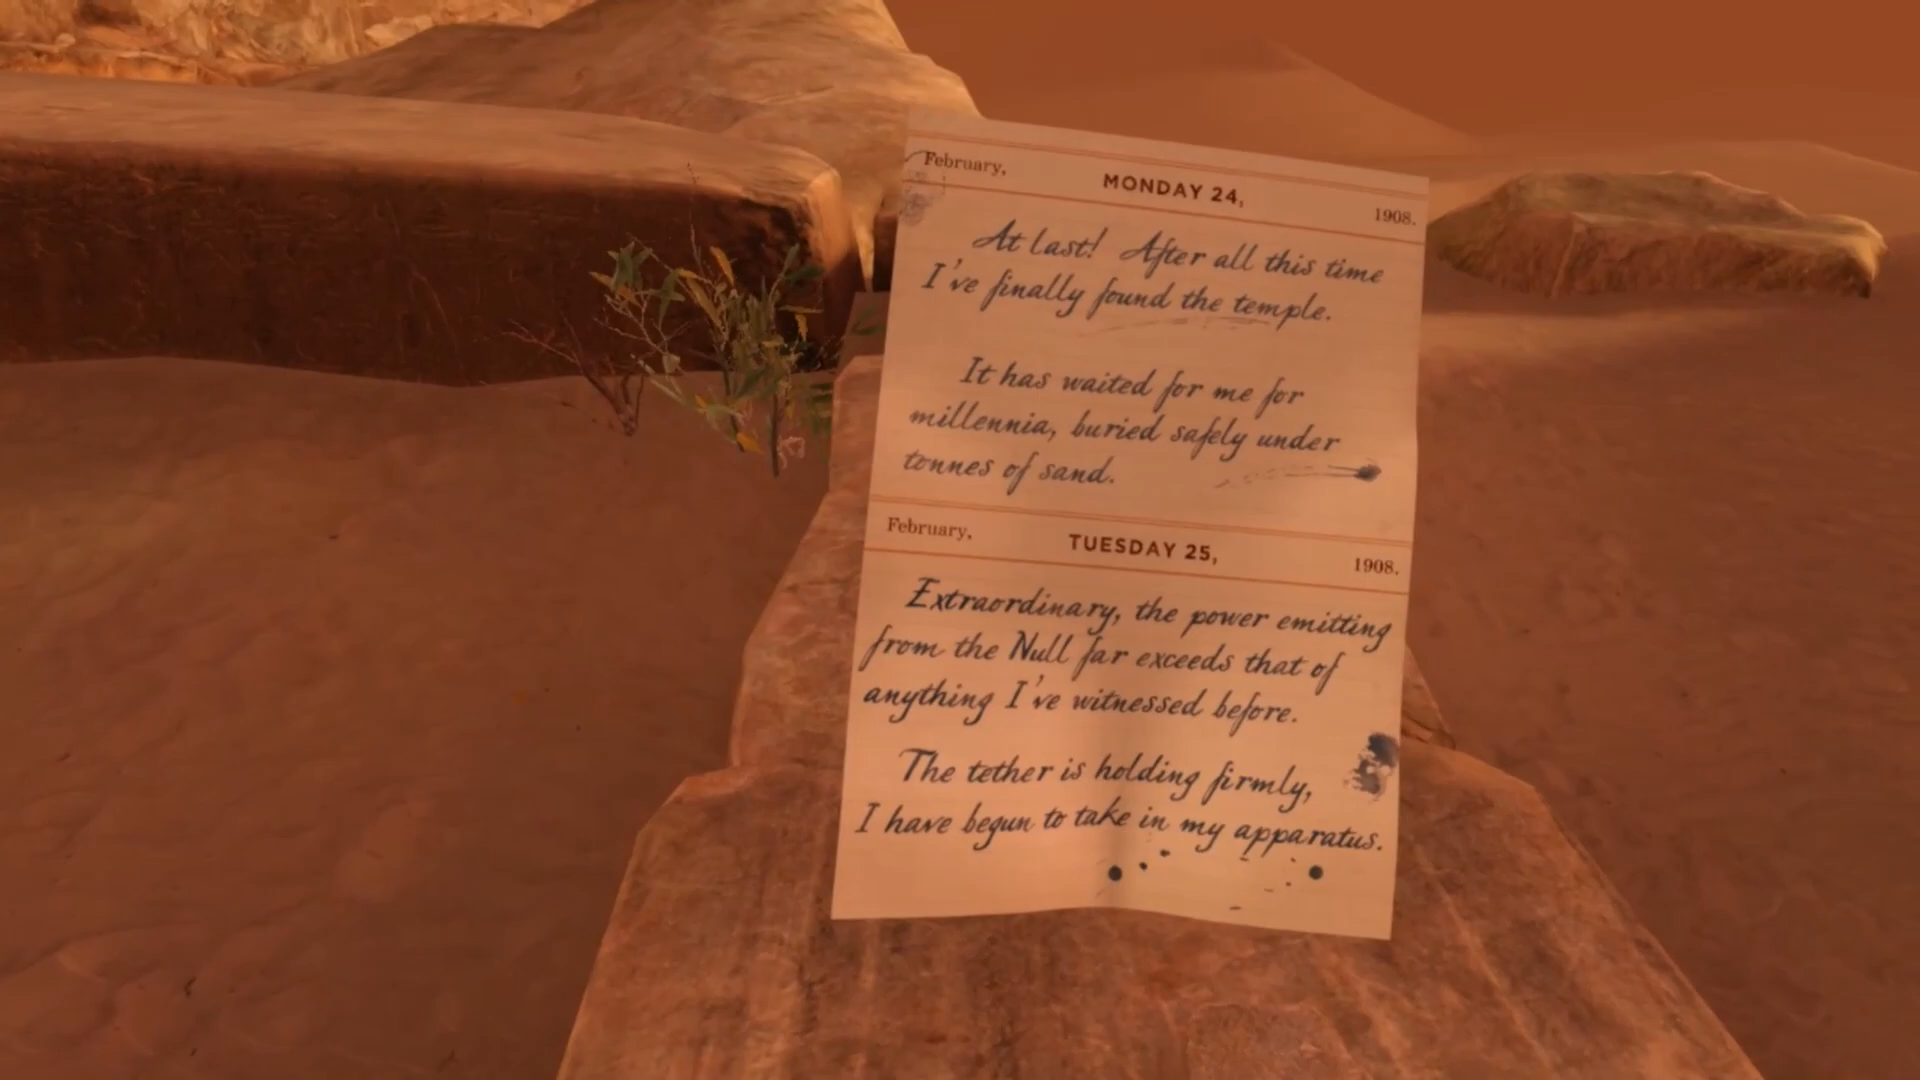 February, MONDAY 24, 1908.
At last! After all this time
I've finally found the temple.
It has waited for me for
millennia, buried safely under
tonnes of sand.
February, TUESDAY 25, 1908.
Extraordinary, the power emitting
from the Null far exceeds that of
anything I've witnessed before.
The tether is holding firmly,
I have begun to take in my apparatus.